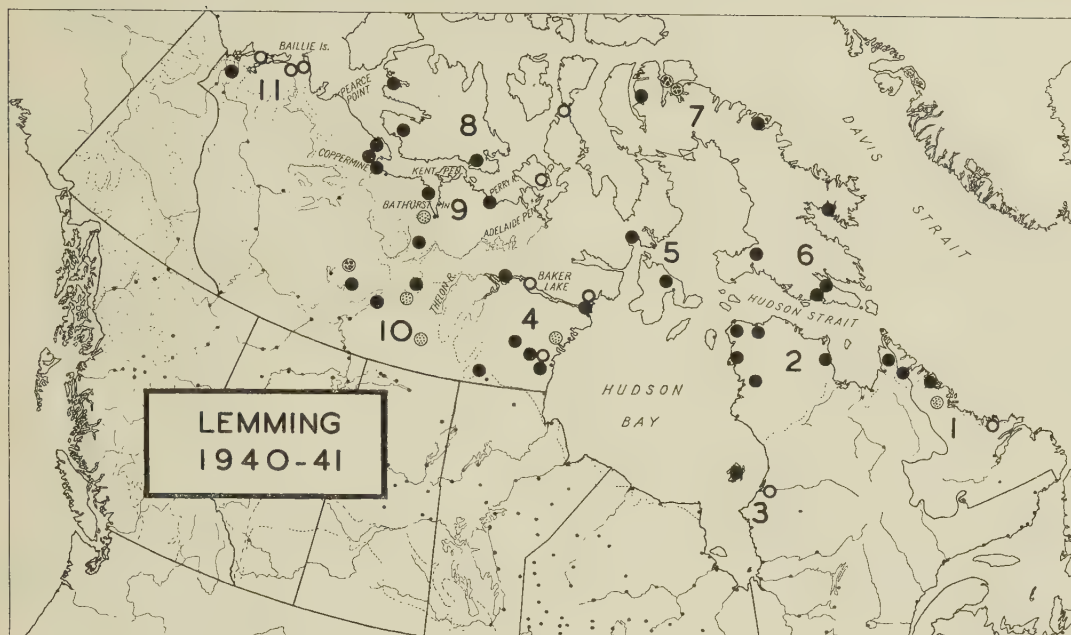 BAILLIE Is.
11
PEARCE
POINT
8
7
COPPERMINE
KENT PEN
R.
PERRY
9
BATHURST IN
ADELAIDE PEN
DAVIS
STRAIT
5
6
BAKER
LAKE
THELON R.
HUDSON STRAIT
10
4
2
HUDSON
BAY
1
3
LEMMING
1940-41